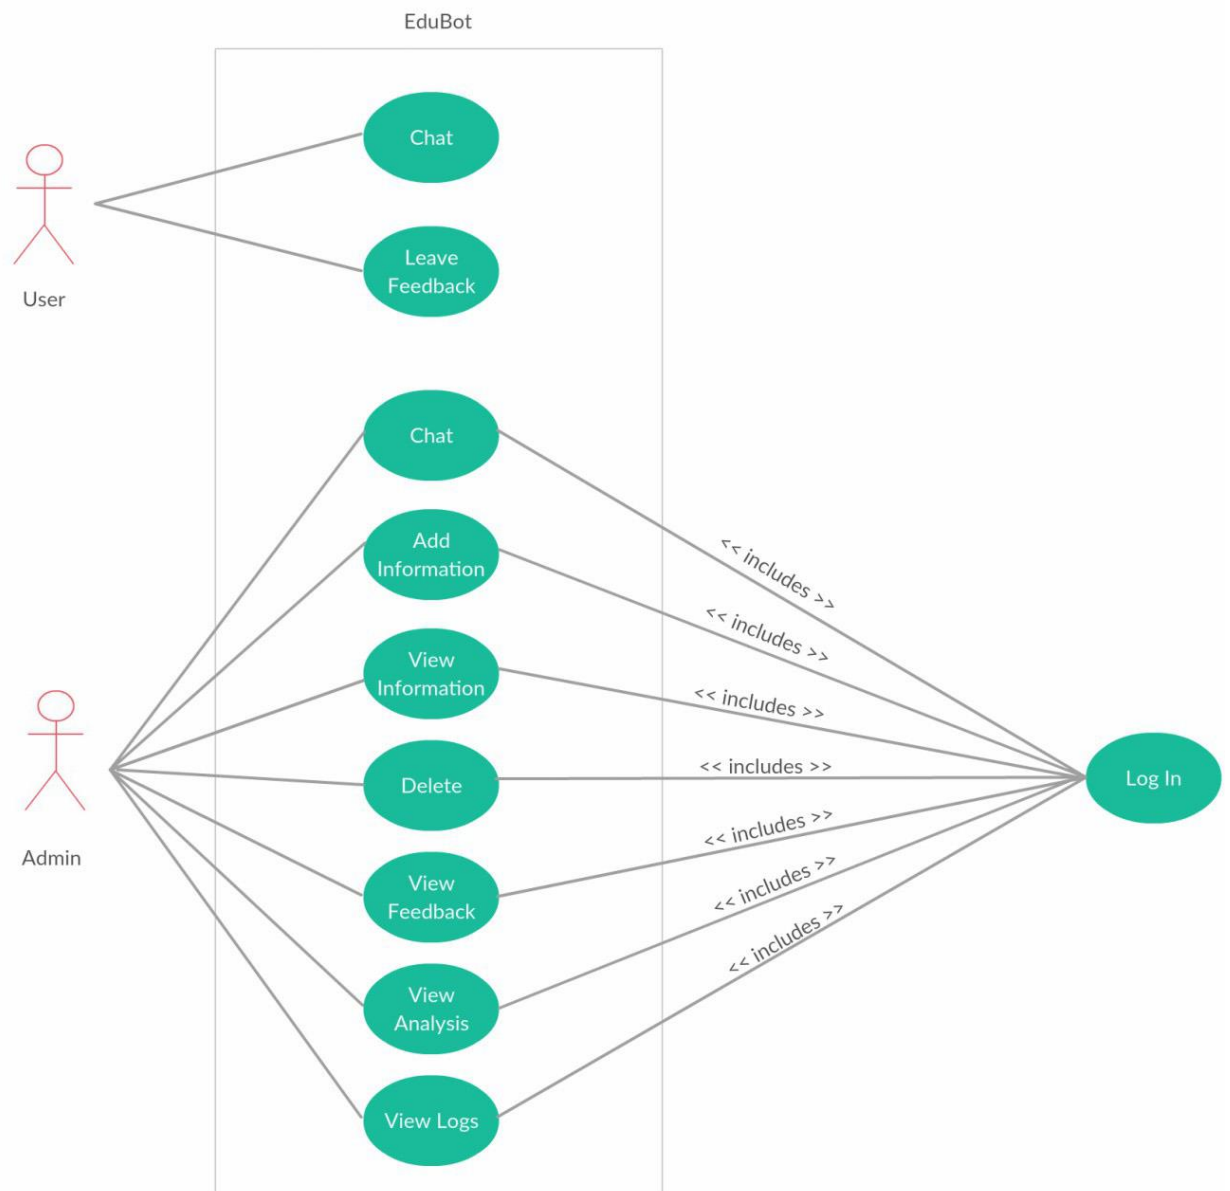 EduBot
Chat
Leave
Feedback
User
Chat
Add
Information
<< includes >>
<< includes >>
View
Information
<< includes >>
Delete
<< includes >>
Log In
Admin
View
Feedback
<< includes >>
<< includes >>
<< includes >>
View
Analysis
View Logs